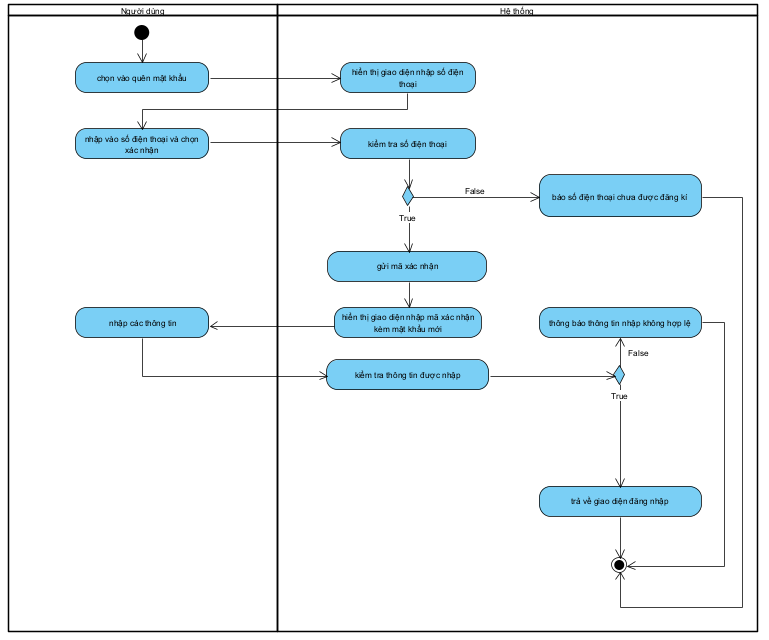 Người dùng
Hệ thống
chọn vào quên mật khẩu
hiển thị giao diện nhập số điện
thoại
nhập vào số điện thoại và chọn
xác nhận
kiểm tra số điện thoại
False
báo số điện thoại chưa được đăng kí
True
gửi mã xác nhận
nhập các thông tin
hiển thị giao diện nhập mã xác nhận
kèm mật khẩu mới
thông báo thông tin nhập không hợp lệ
False
kiểm tra thông tin được nhập
True
trả về giao diện đăng nhập